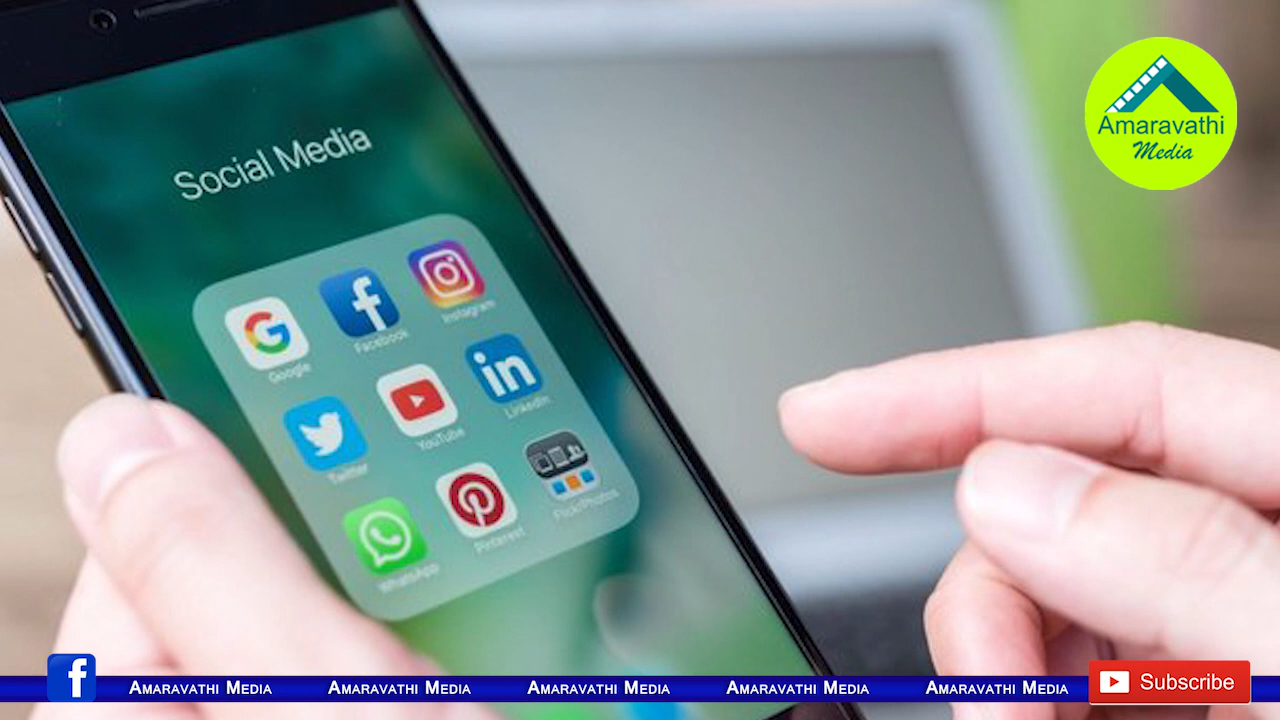 Social Media
Google
Facebook
Instagram
Twitter
YouTube
LinkedIn
WhatsApp
Pinterest
FlickPhotos
Amaravathi
Media
AMARAVATHI MEDIA AMARAVATHI MEDIA AMARAVATHI MEDIA AMARAVATHI MEDIA AMARAVATHI MEDIA
Subscribe